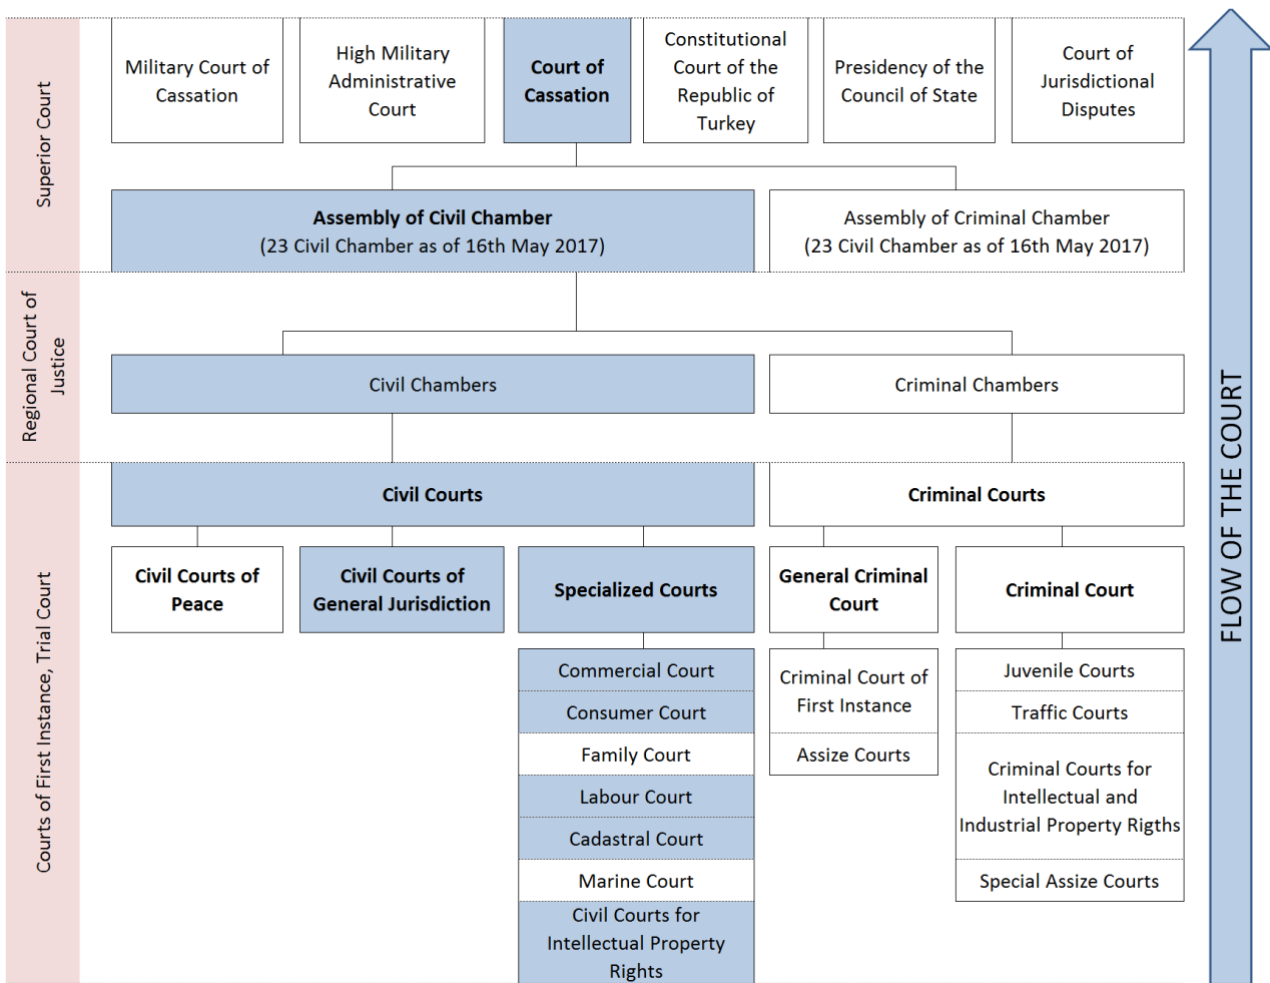 Superior Court
Military Court of
Cassation
High Military
Administrative
Court
Court of
Cassation
Constitutional
Court of the
Republic of
Turkey
Presidency of the
Council of State
Court of
Jurisdictional
Disputes
Assembly of Civil Chamber
(23 Civil Chamber as of 16th May 2017)
Assembly of Criminal Chamber
(23 Civil Chamber as of 16th May 2017)
Regional Court of
Justice
Civil Chambers
Criminal Chambers
Courts of First Instance, Trial Court
Civil Courts
Criminal Courts
Civil Courts of
Peace
Civil Courts of
General Jurisdiction
Specialized Courts
General Criminal
Court
Criminal Court
Commercial Court
Consumer Court
Family Court
Labour Court
Cadastral Court
Marine Court
Civil Courts for
Intellectual Property
Rights
Criminal Court of
First Instance
Assize Courts
Juvenile Courts
Traffic Courts
Criminal Courts for
Intellectual and
Industrial Property Rigths
Special Assize Courts
FLOW OF THE COURT